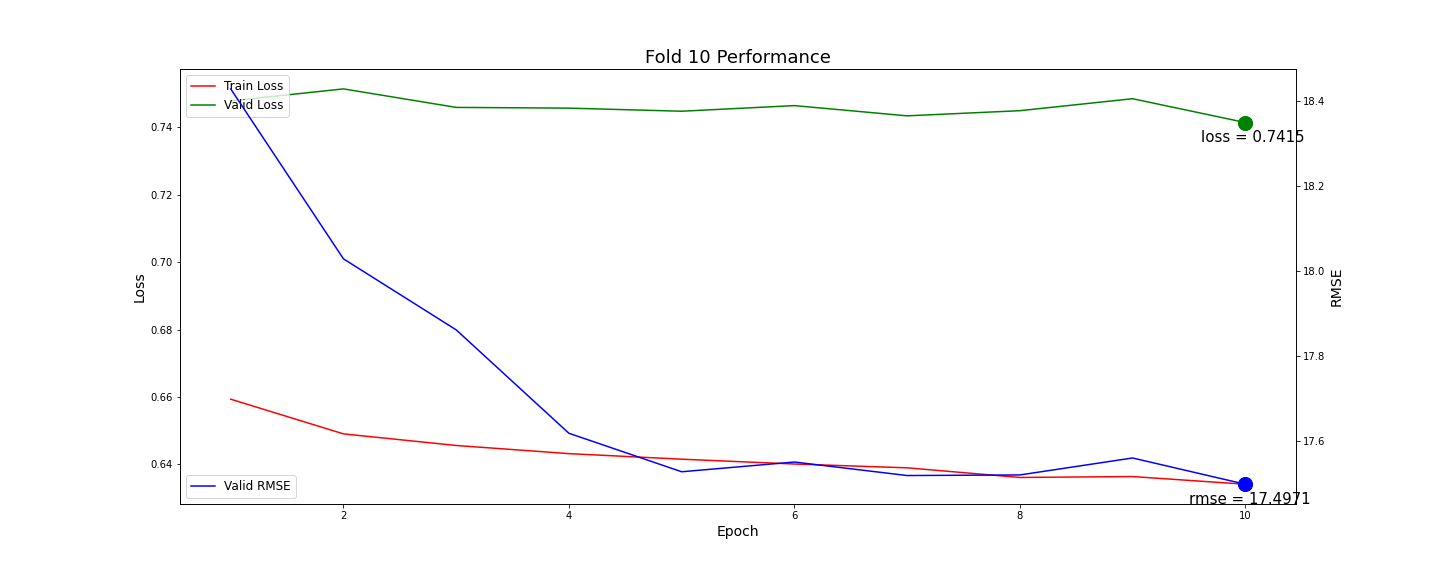 Fold 10 Performance
Train Loss
Valid Loss
Valid RMSE
loss = 0.7415
rmse = 17.4971
0.74
0.72
0.70
0.68
0.66
0.64
Loss
18.4
18.2
18.0
17.8
17.6
RMSE
2
4
6
8
10
Epoch